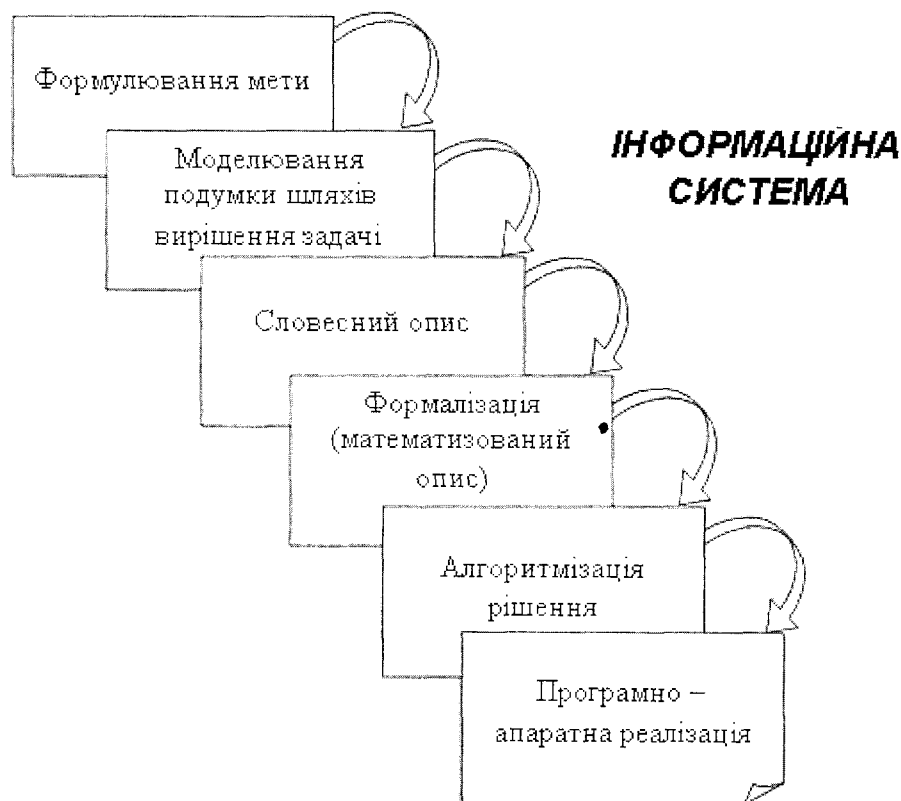 Формулювання мети
ІНФОРМАЦІЙНА
СИСТЕМА
Моделювання
подумки шляхів
вирішення задачі
Словесний опис
Формалізація
(математизований
опис)
Алгоритмізація
рішення
Програмно –
апаратна реалізація